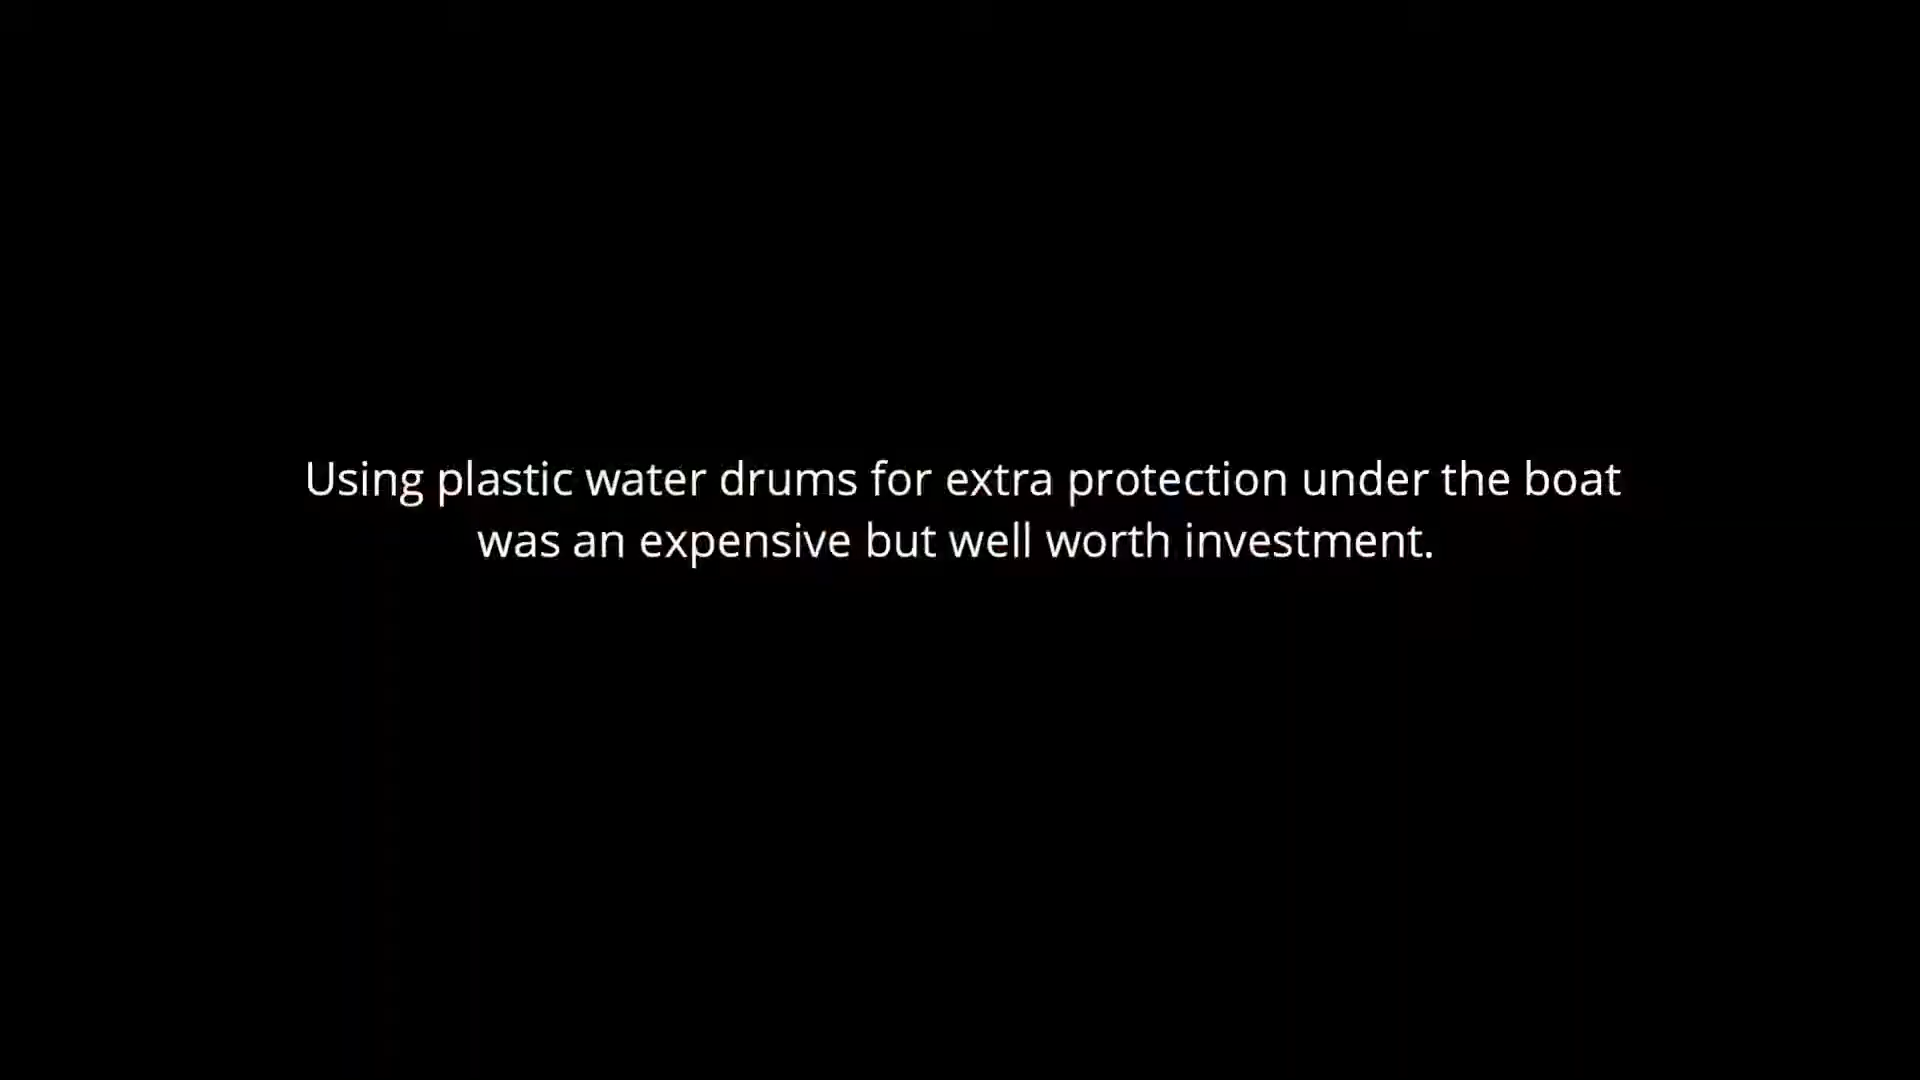 Using plastic water drums for extra protection under the boat
was an expensive but well worth investment.